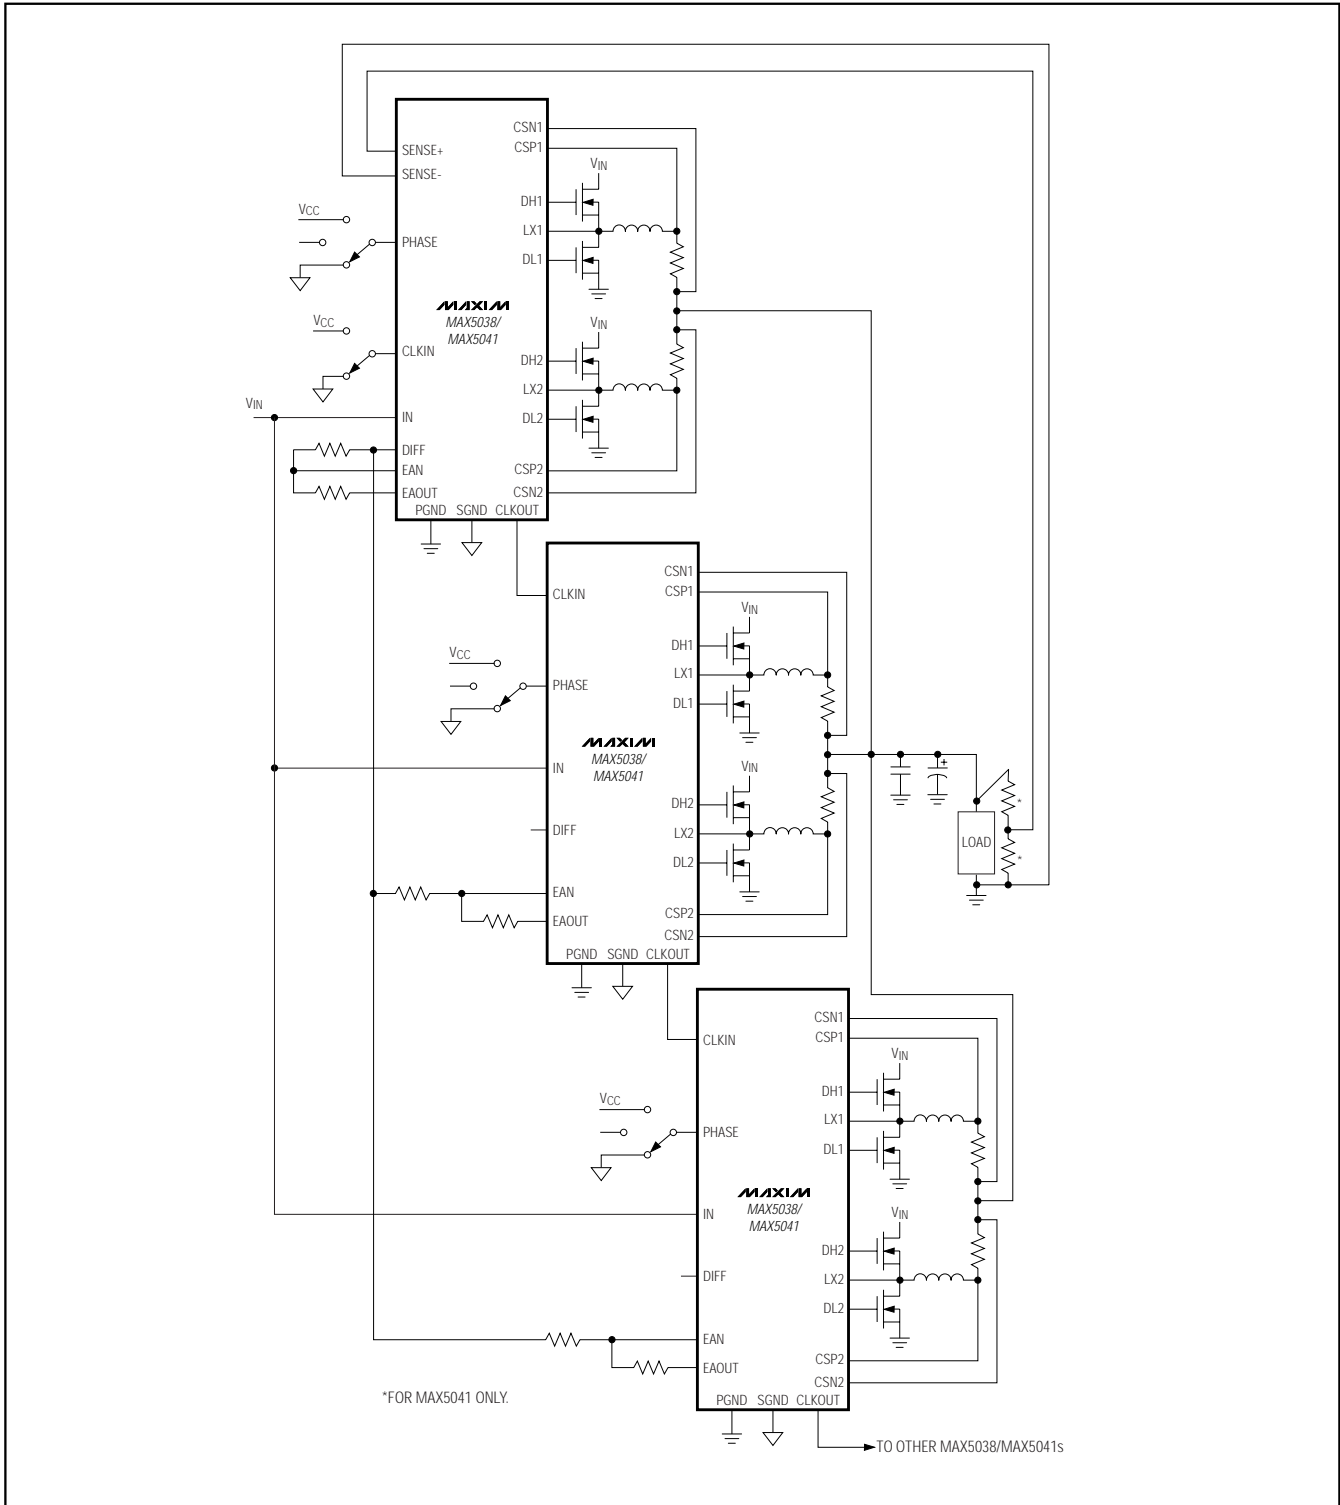 CSN1
SENSE+
CSP1
SENSE-
VIN
DH1
VCC
LX1
PHASE
DL1
MAXIM
MAX5038/
MAX5041
VCC
VIN
CLKIN
DH2
LX2
VIN
IN
DL2
DIFF
EAN
CSP2
EAOUT
CSN2
PGND SGND CLKOUT
CSN1
CLKIN
CSP1
VIN
DH1
VCC
LX1
PHASE
DL1
MAXIM
MAX5038/
MAX5041
VIN
IN
+
DH2
*
DIFF
LX2
LOAD
DL2
*
EAN
CSP2
EAOUT
CSN2
PGND SGND CLKOUT
CSN1
CLKIN
CSP1
VIN
DH1
VCC
LX1
PHASE
DL1
MAXIM
MAX5038/
MAX5041
VIN
IN
DH2
DIFF
LX2
DL2
EAN
CSP2
EAOUT
CSN2
*FOR MAX5041 ONLY.
PGND SGND CLKOUT
TO OTHER MAX5038/MAX5041s